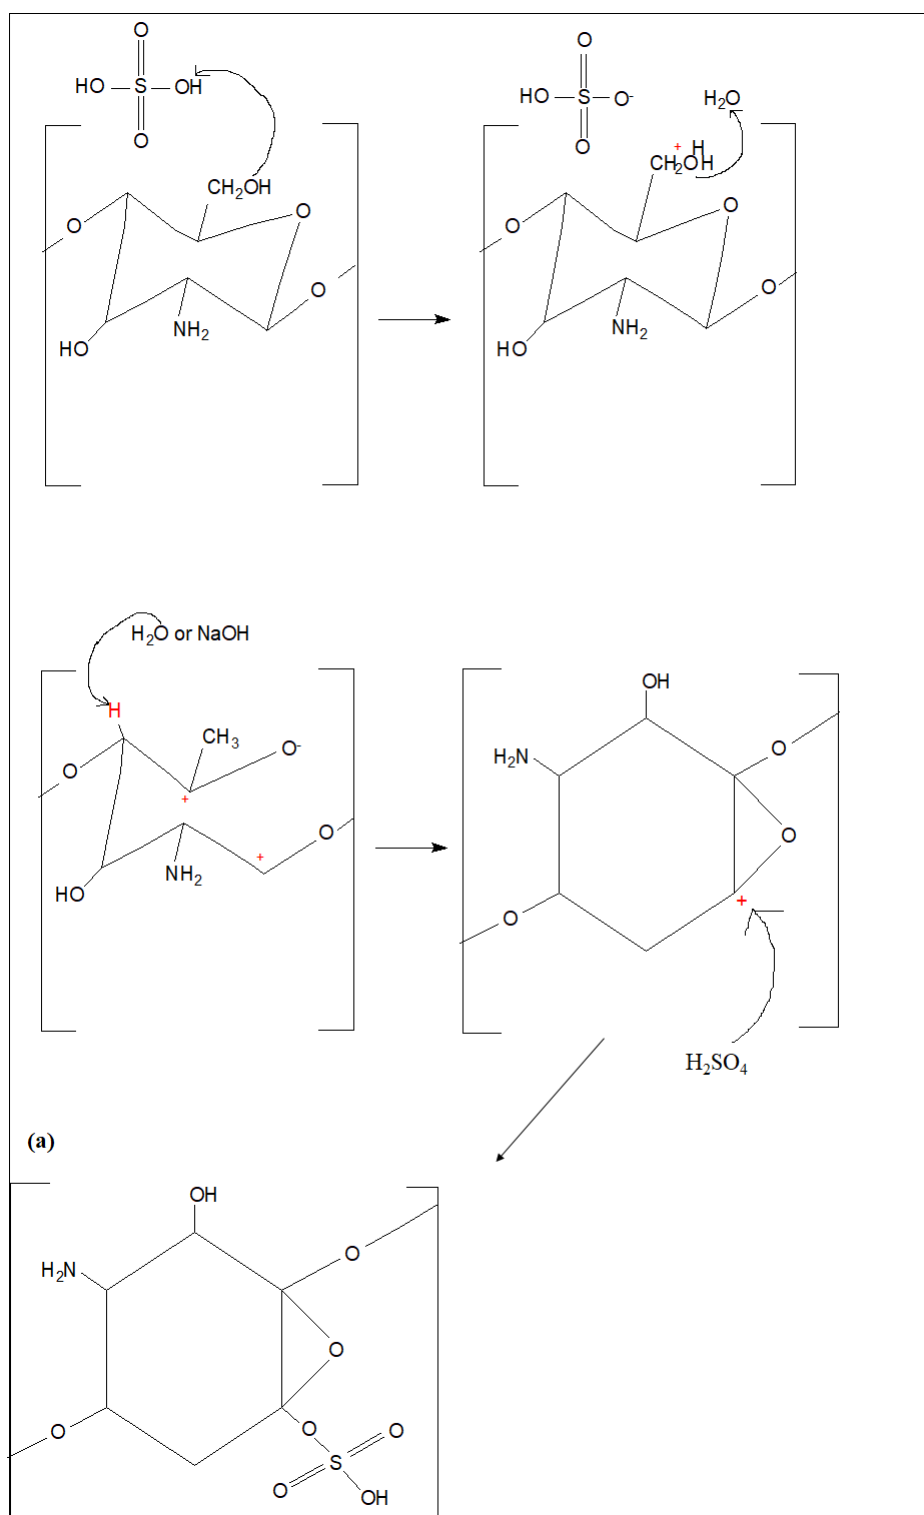 O O
HO S OH HO S O⁻ H₂O
O O
+ H
CH₂OH CH₂OH
O O O O
O O
NH₂ NH₂
HO HO
H₂O or NaOH
H OH
CH₃ O⁻ O
O H₂N
+ O O
+
NH₂
HO +
O
H₂SO₄
(a)
OH
O
H₂N
O
O O O
S
O OH